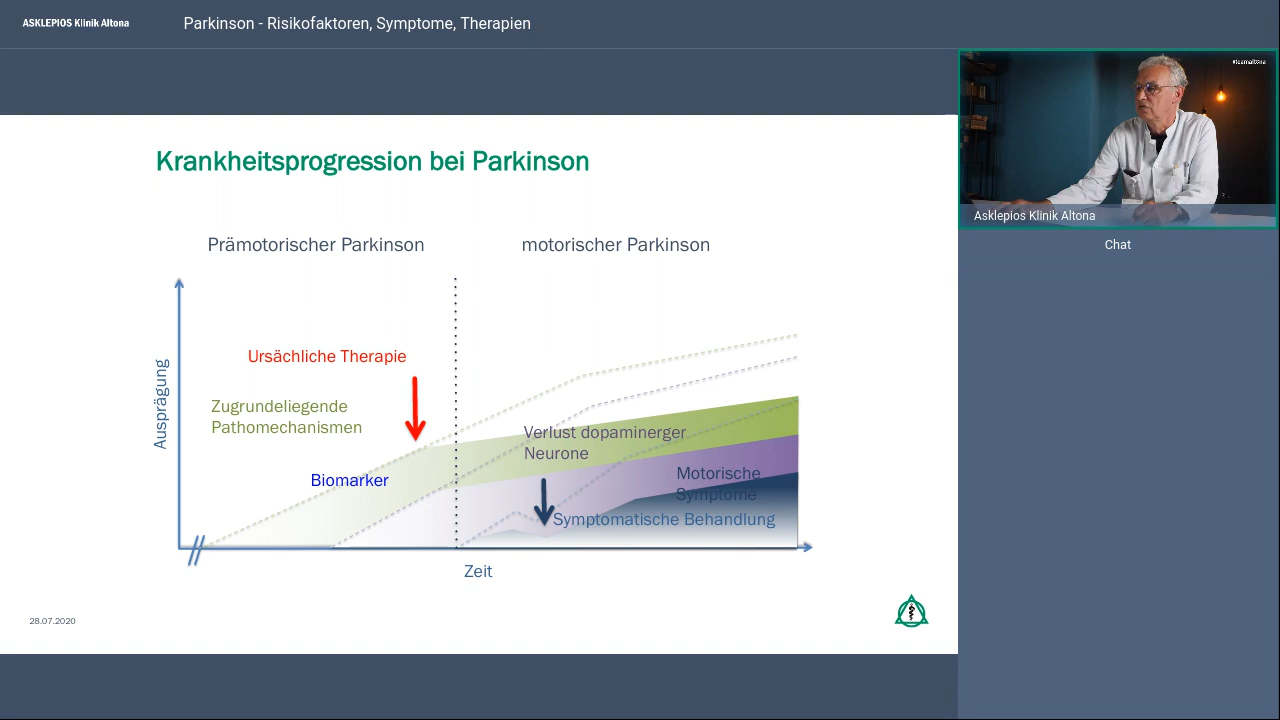 ASKLEPIOS Klinik Altona
Parkinson - Risikofaktoren, Symptome, Therapien
#teamaltona
Asklepios Klinik Altona
Chat
Krankheitsprogression bei Parkinson
Prämotorischer Parkinson
motorischer Parkinson
Ausprägung
Ursächliche Therapie
Zugrundeliegende
Pathomechanismen
Verlust dopaminerger
Neurone
Biomarker
Motorische
Symptome
Symptomatische Behandlung
Zeit
28.07.2020